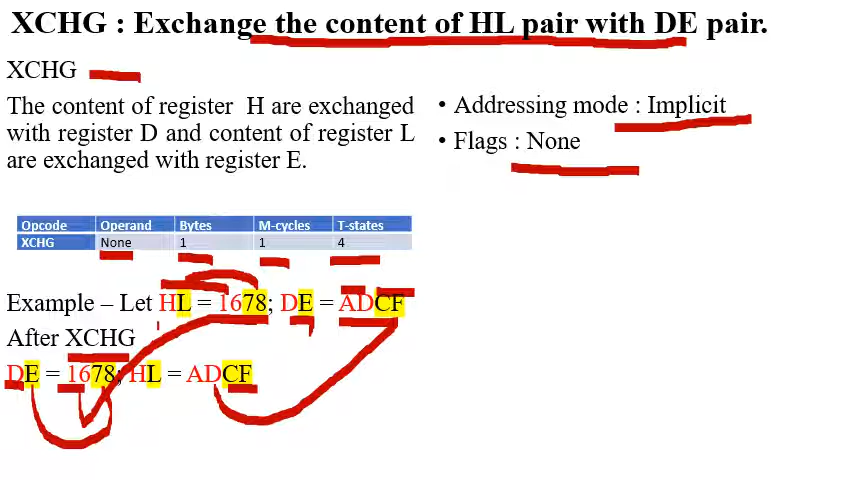 XCHG : Exchange the content of HL pair with DE pair.
XCHG
The content of register H are exchanged
with register D and content of register L
are exchanged with register E.
• Addressing mode : Implicit
• Flags : None
Opcode Operand Bytes M-cycles T-states
XCHG None 1 1 4
Example – Let HL = 1678; DE = ADCF
After XCHG
DE = 1678; HL = ADCF